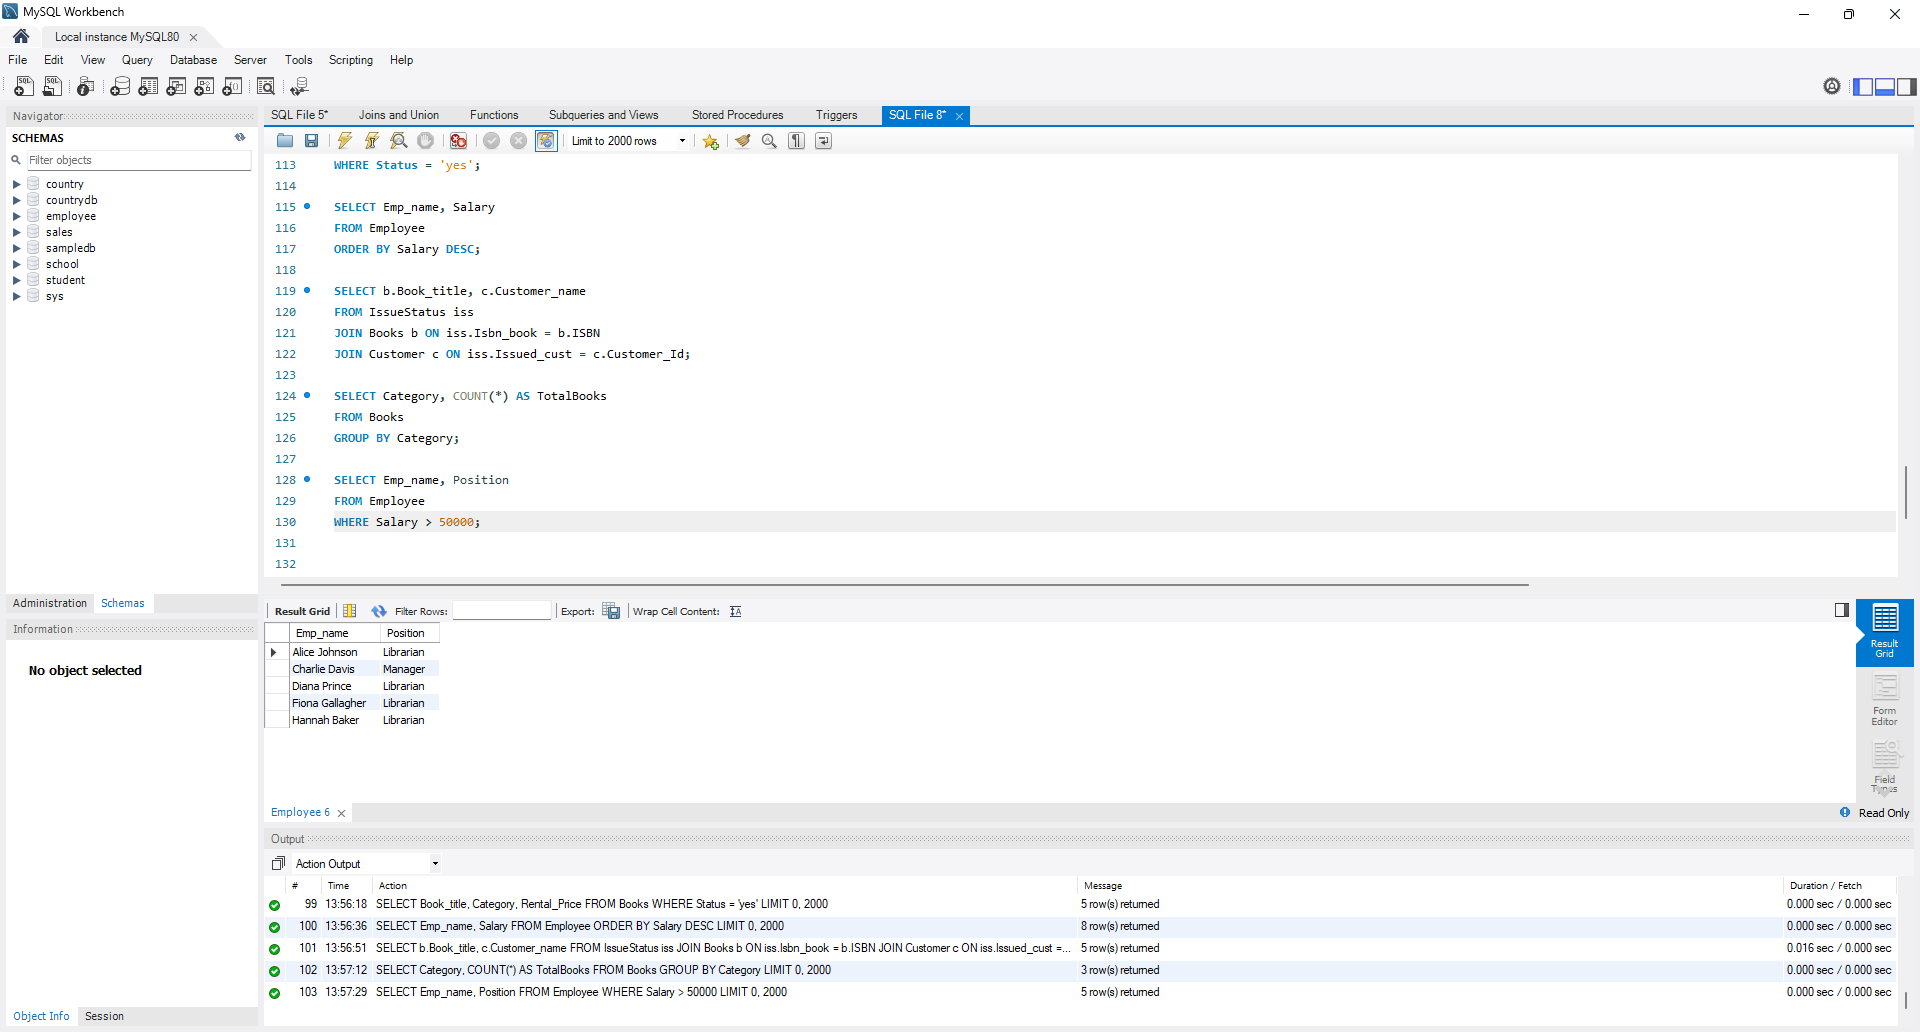 MySQL Workbench
Local instance MySQL80
File Edit View Query Database Server Tools Scripting Help
Navigator
SCHEMAS
Filter objects
country
countrydb
employee
sales
sampledb
school
student
sys
Administration Schemas
Information
No object selected
Object Info Session
SQL File 5* Joins and Union Functions Subqueries and Views Stored Procedures Triggers SQL File 8*
Limit to 2000 rows
113 WHERE Status = 'yes';
114
115 SELECT Emp_name, Salary
116 FROM Employee
117 ORDER BY Salary DESC;
118
119 SELECT b.Book_title, c.Customer_name
120 FROM IssueStatus iss
121 JOIN Books b ON iss.Isbn_book = b.ISBN
122 JOIN Customer c ON iss.Issued_cust = c.Customer_Id;
123
124 SELECT Category, COUNT(*) AS TotalBooks
125 FROM Books
126 GROUP BY Category;
127
128 SELECT Emp_name, Position
129 FROM Employee
130 WHERE Salary > 50000;
131
132
Result Grid Filter Rows: Export: Wrap Cell Content:
Emp_name Position
Alice Johnson Librarian
Charlie Davis Manager
Diana Prince Librarian
Fiona Gallagher Librarian
Hannah Baker Librarian
Result
Grid
Form
Editor
Field
Types
Employee 6
Read Only
Output
Action Output
# Time Action Message Duration / Fetch
99 13:56:18 SELECT Book_title, Category, Rental_Price FROM Books WHERE Status = 'yes' LIMIT 0, 2000 5 row(s) returned 0.000 sec / 0.000 sec
100 13:56:36 SELECT Emp_name, Salary FROM Employee ORDER BY Salary DESC LIMIT 0, 2000 8 row(s) returned 0.000 sec / 0.000 sec
101 13:56:51 SELECT b.Book_title, c.Customer_name FROM IssueStatus iss JOIN Books b ON iss.Isbn_book = b.ISBN JOIN Customer c ON iss.Issued_cust =... 5 row(s) returned 0.016 sec / 0.000 sec
102 13:57:12 SELECT Category, COUNT(*) AS TotalBooks FROM Books GROUP BY Category LIMIT 0, 2000 3 row(s) returned 0.000 sec / 0.000 sec
103 13:57:29 SELECT Emp_name, Position FROM Employee WHERE Salary > 50000 LIMIT 0, 2000 5 row(s) returned 0.000 sec / 0.000 sec